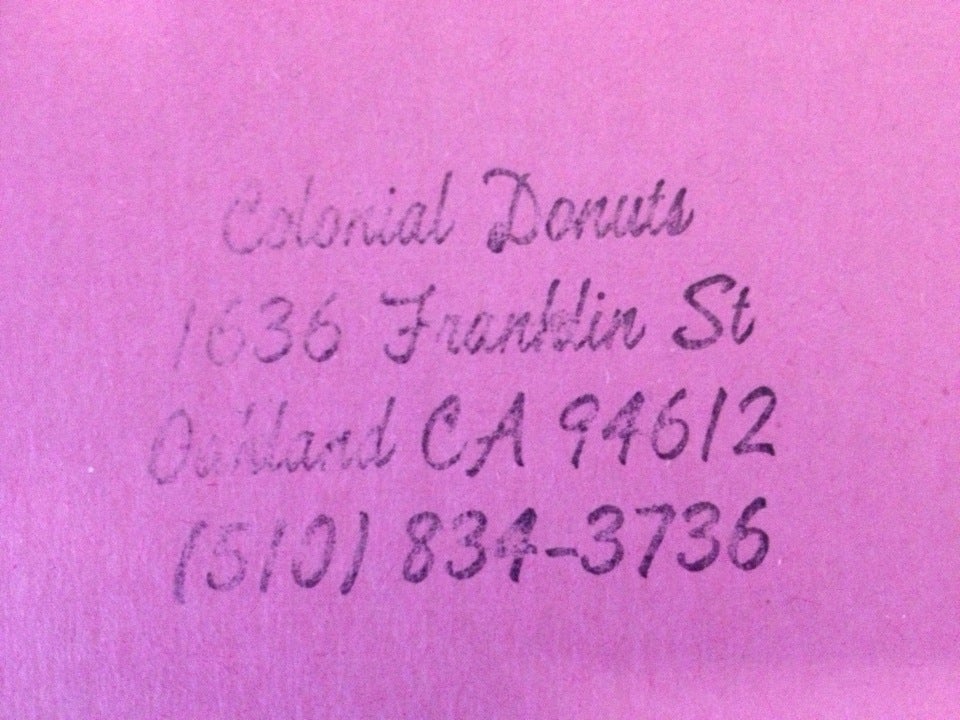 Colonial Donuts
1636 Franklin St
Oakland CA 94612
(510) 834-3736